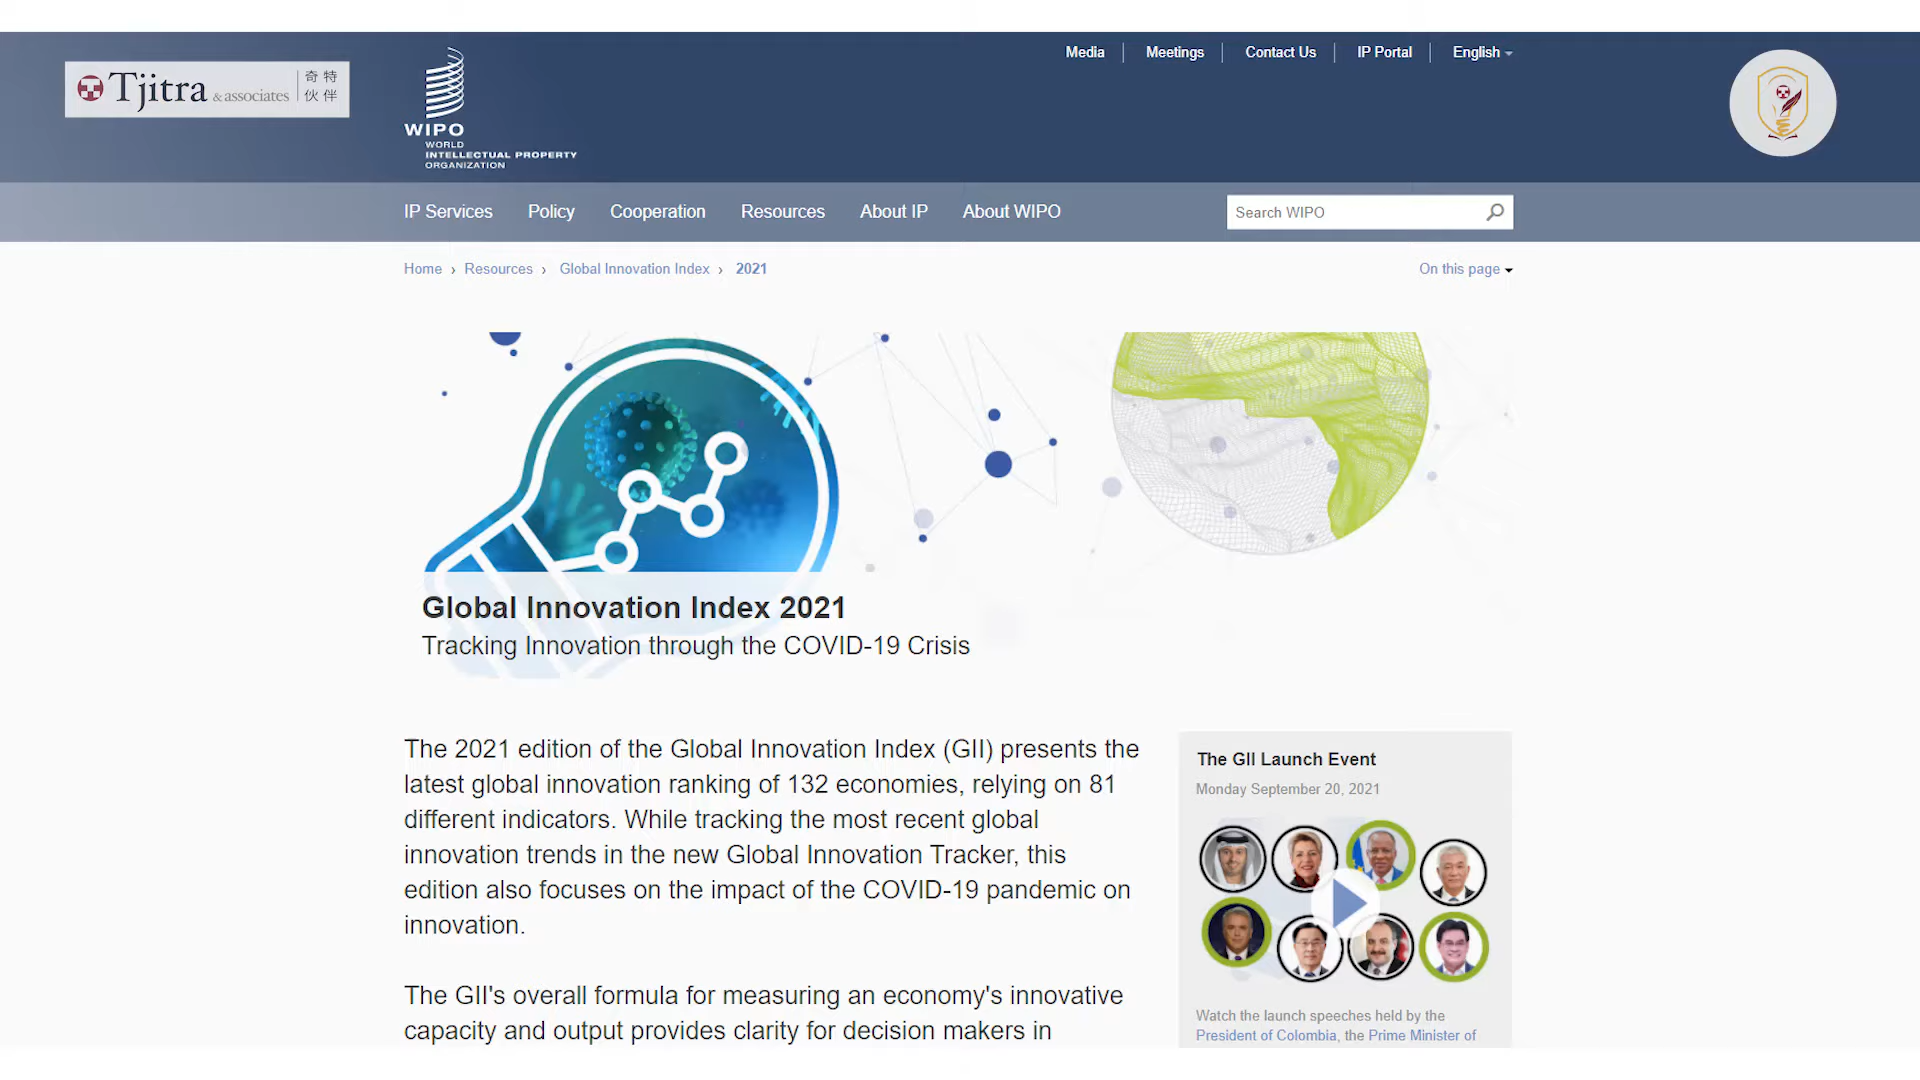 Media
Meetings
Contact Us
IP Portal
English
Tjitra & associates 奇特
伙伴
WIPO
WORLD
INTELLECTUAL PROPERTY
ORGANIZATION
IP Services
Policy
Cooperation
Resources
About IP
About WIPO
Search WIPO
Home › Resources › Global Innovation Index › 2021
On this page
Global Innovation Index 2021
Tracking Innovation through the COVID-19 Crisis
The 2021 edition of the Global Innovation Index (GII) presents the
latest global innovation ranking of 132 economies, relying on 81
different indicators. While tracking the most recent global
innovation trends in the new Global Innovation Tracker, this
edition also focuses on the impact of the COVID-19 pandemic on
innovation.
The GII's overall formula for measuring an economy's innovative
capacity and output provides clarity for decision makers in
The GII Launch Event
Monday September 20, 2021
Watch the launch speeches held by the
President of Colombia, the Prime Minister of